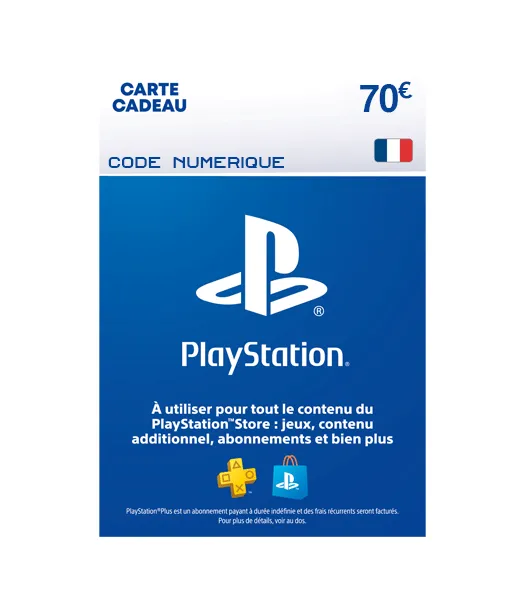 CARTE
CADEAU
70€
CODE NUMERIQUE
®
PlayStation®
À utiliser pour tout le contenu du
PlayStation™Store : jeux, contenu
additionnel, abonnements et bien plus
PlayStation®Plus est un abonnement payant à durée indéfinie et des frais récurrents seront facturés.
Pour plus de détails, voir au dos.